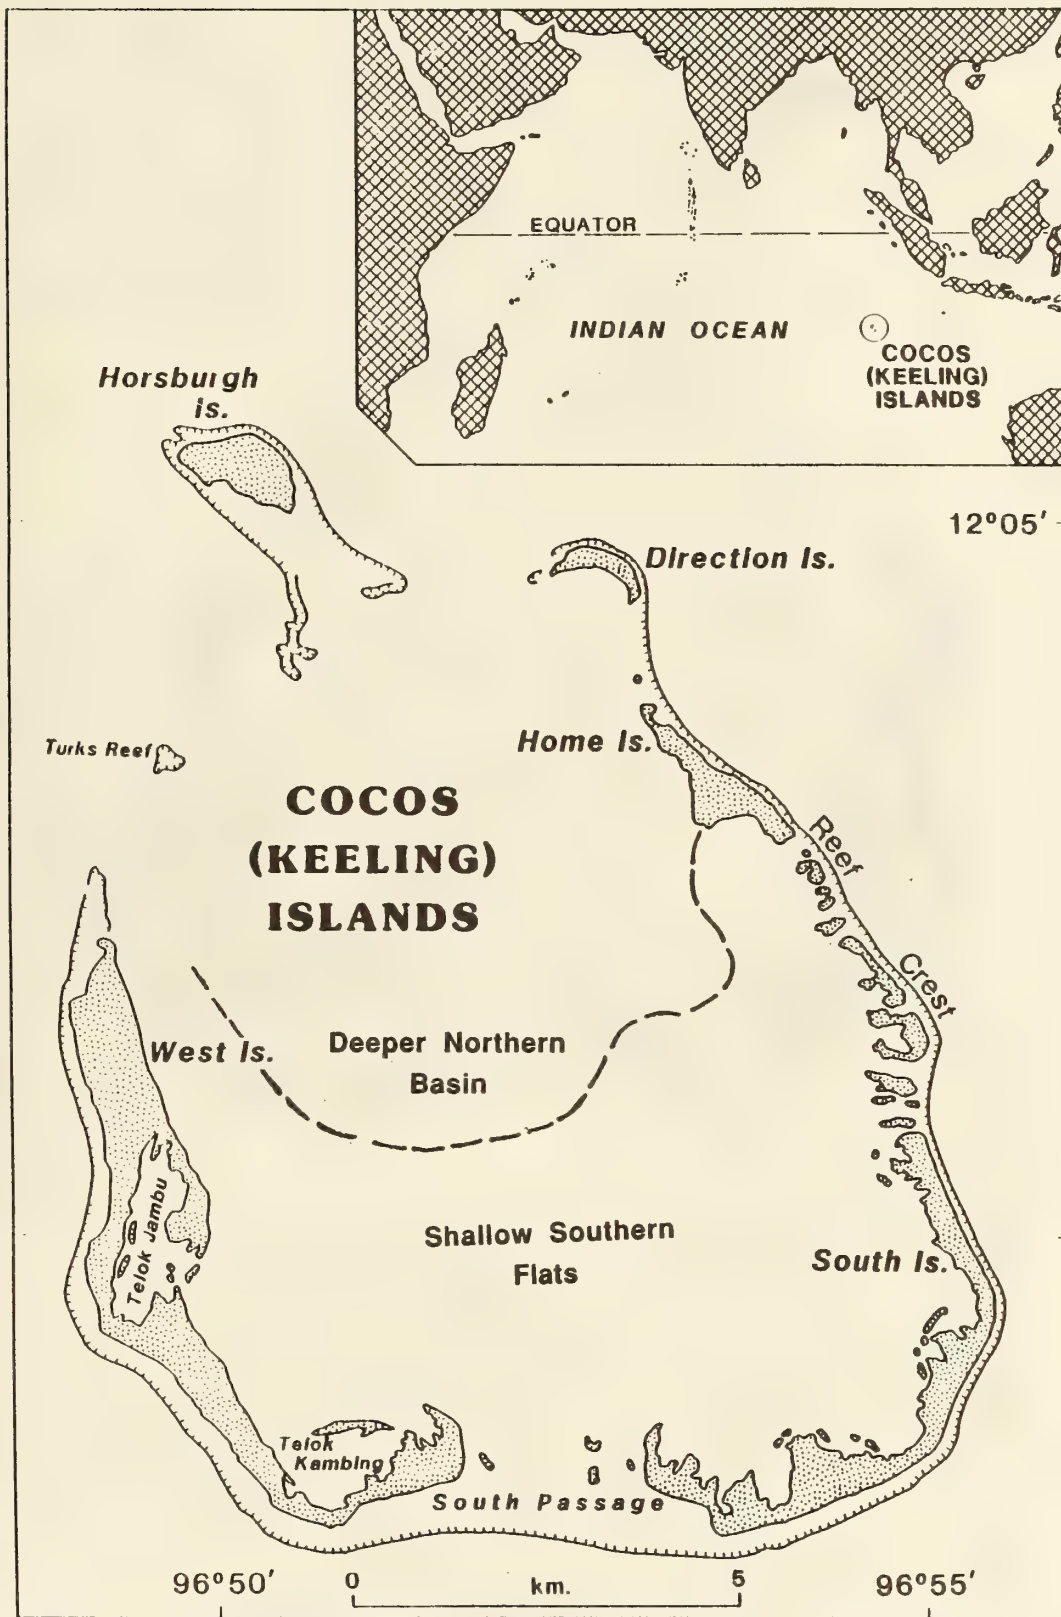 EQUATOR
INDIAN OCEAN
COCOS
(KEELING)
ISLANDS
Horsburgh
is.
12°05'
Direction Is.
Home Is.
Turks Reef
COCOS
(KEELING)
ISLANDS
Reef
Crest
West Is.
Deeper Northern
Basin
Telok Jambu
Shallow Southern
Flats
South Is.
Telok
Kambing
South Passage
96°50'
0
km.
5
96°55'